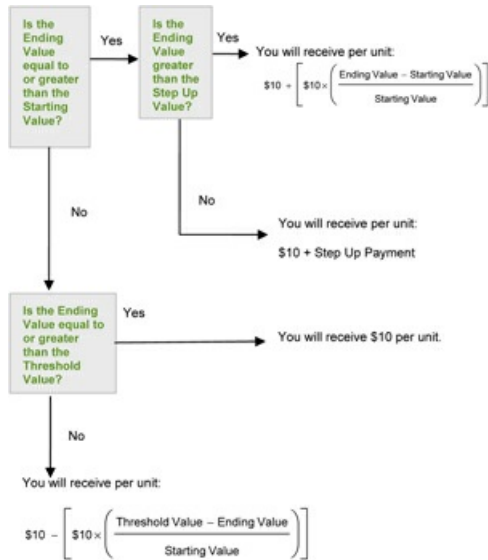 Is the
Ending
Value
equal to
or greater
than the
Starting
Value?
Yes
Is the
Ending
Value
greater
than the
Step Up
Value?
Yes
You will receive per unit:
$10 + [ $10 × ( Ending Value – Starting Value
Starting Value ) ]
No
No
You will receive per unit:
$10 + Step Up Payment
Is the Ending
Value equal to
or greater
than the
Threshold
Value?
Yes
You will receive $10 per unit.
No
You will receive per unit:
$10 – [ $10 × ( Threshold Value – Ending Value
Starting Value ) ]